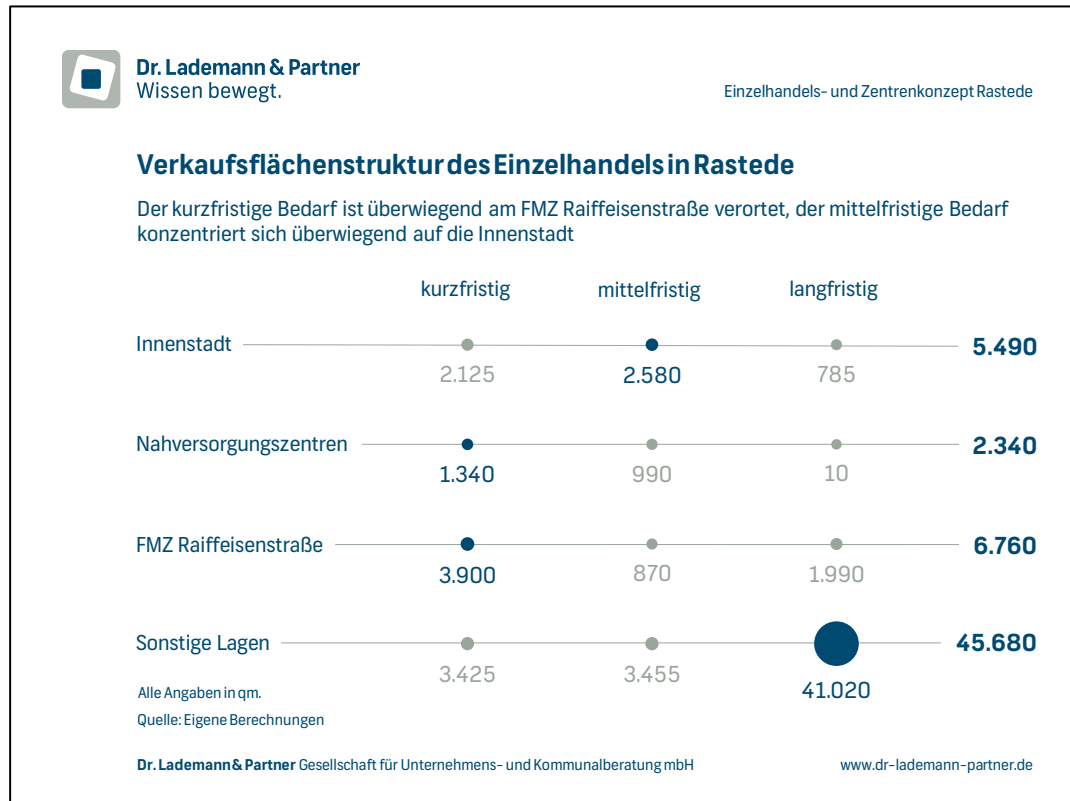 Dr. Lademann & Partner
Wissen bewegt.
Einzelhandels- und Zentrenkonzept Rastede
Verkaufsflächenstruktur des Einzelhandels in Rastede
Der kurzfristige Bedarf ist überwiegend am FMZ Raiffeisenstraße verortet, der mittelfristige Bedarf
konzentriert sich überwiegend auf die Innenstadt
kurzfristig mittelfristig langfristig
Innenstadt 5.490
2.125 2.580 785
Nahversorgungszentren 2.340
1.340 990 10
FMZ Raiffeisenstraße 6.760
3.900 870 1.990
Sonstige Lagen 45.680
3.425 3.455 41.020
Alle Angaben in qm.
Quelle: Eigene Berechnungen
Dr. Lademann & Partner Gesellschaft für Unternehmens- und Kommunalberatung mbH www.dr-lademann-partner.de